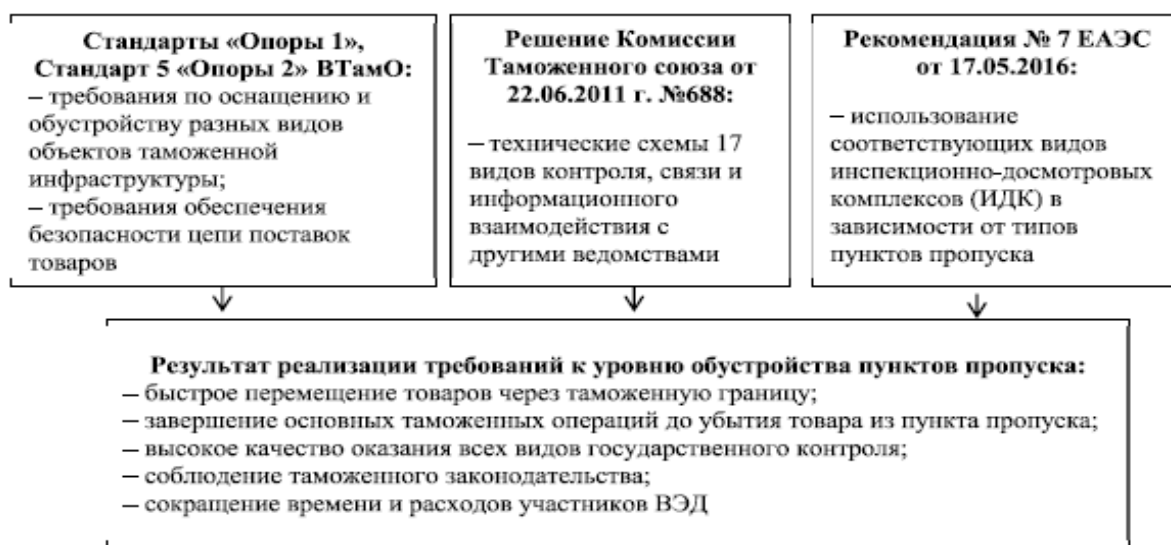 Стандарты «Опоры 1»,
Стандарт 5 «Опоры 2» ВТамО:
– требования по оснащению и
обустройству разных видов
объектов таможенной
инфраструктуры;
– требования обеспечения
безопасности цепи поставок
товаров
Решение Комиссии
Таможенного союза от
22.06.2011 г. №688:
– технические схемы 17
видов контроля, связи и
информационного
взаимодействия с
другими ведомствами
Рекомендация № 7 ЕАЭС
от 17.05.2016:
– использование
соответствующих видов
инспекционно-досмотровых
комплексов (ИДК) в
зависимости от типов
пунктов пропуска
Результат реализации требований к уровню обустройства пунктов пропуска:
– быстрое перемещение товаров через таможенную границу;
– завершение основных таможенных операций до убытия товара из пункта пропуска;
– высокое качество оказания всех видов государственного контроля;
– соблюдение таможенного законодательства;
– сокращение времени и расходов участников ВЭД